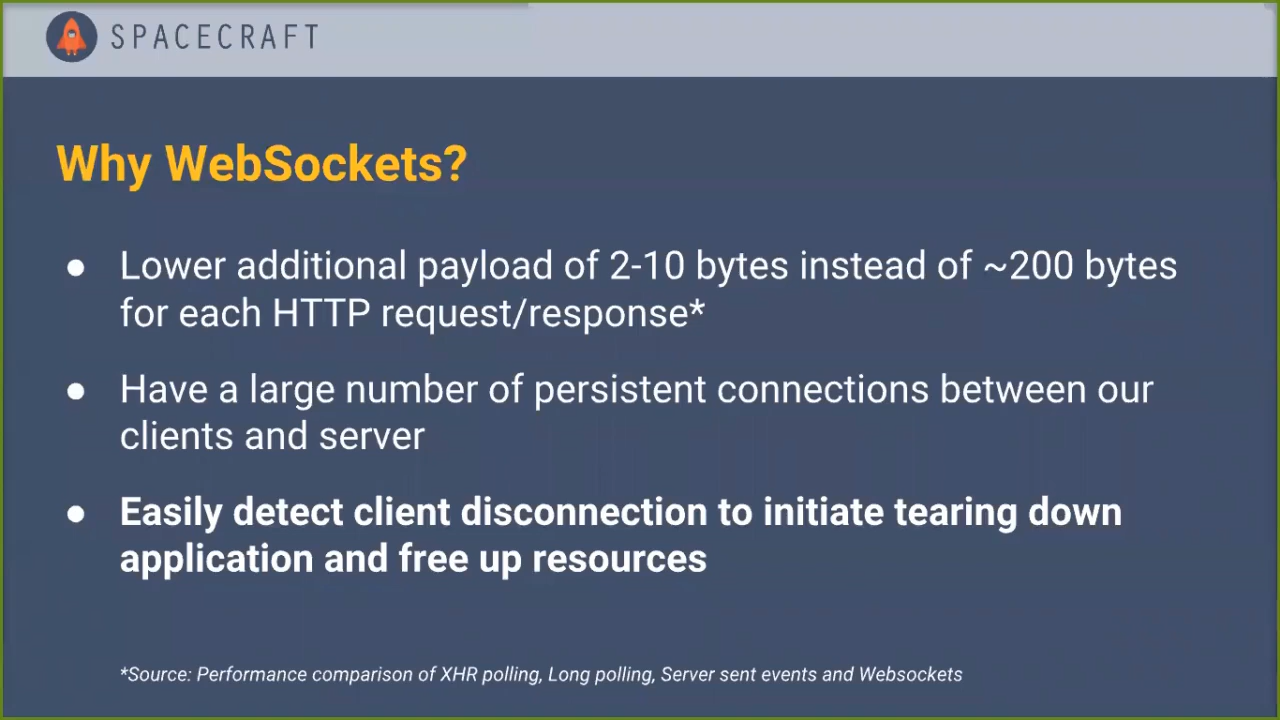 SPACECRAFT
Why WebSockets?
● Lower additional payload of 2-10 bytes instead of ~200 bytes
for each HTTP request/response*
● Have a large number of persistent connections between our
clients and server
● Easily detect client disconnection to initiate tearing down
application and free up resources
*Source: Performance comparison of XHR polling, Long polling, Server sent events and Websockets